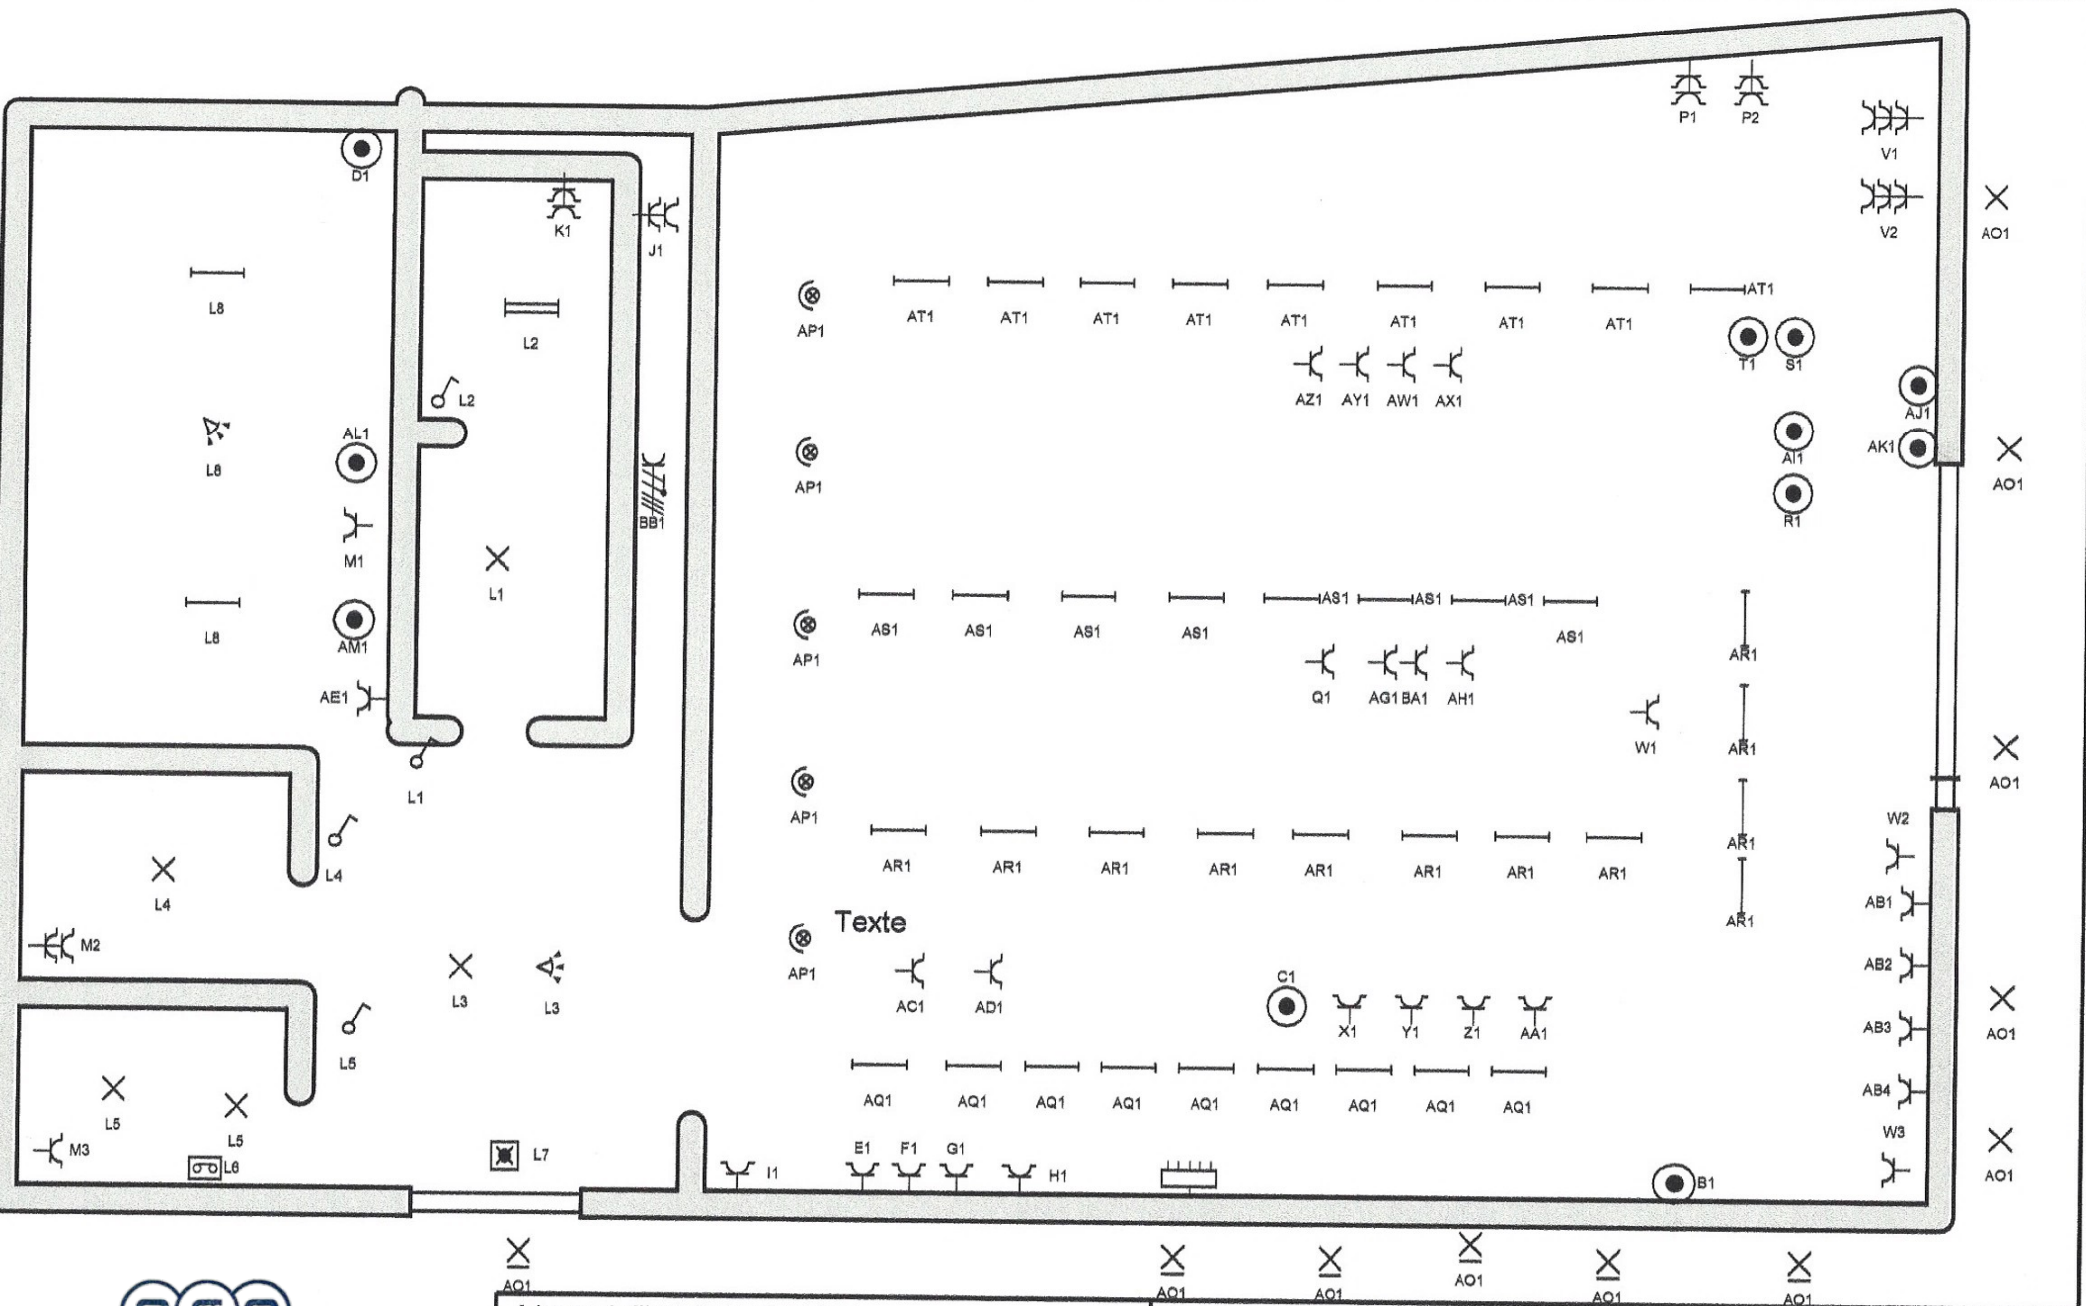 P1 P2
V1
D1
K1
V2 AO1
J1
L8 AT1 AT1 AT1 AT1 AT1 AT1 AT1 AT1 AT1
AP1
L2
T1 S1
L2 AZ1 AY1 AW1 AX1
AJ1
AL1 AK1
AI1
L8 AP1 AO1
BB1 R1
M1
L1 AS1 AS1 AS1
AS1 AS1 AS1 AS1 AS1
L8 AM1 AP1 AR1
AE1 Q1 AG1 BA1 AH1
W1 AR1
L1 AO1
AP1 W2
AR1
L4 AR1 AR1 AR1 AR1 AR1 AR1 AR1 AR1
L4 AB1
Texte AR1
M2
AP1 C1 AB2
L3 L3 AC1 AD1
X1 Y1 Z1 AA1 AB3 AO1
L5
AB4
AQ1 AQ1 AQ1 AQ1 AQ1 AQ1 AQ1 AQ1 AQ1
L5
L5 W3
M3 L7 E1 F1 G1
L6 I1 H1 B1 AO1
AO1 AO1 AO1 AO1 AO1 AO1